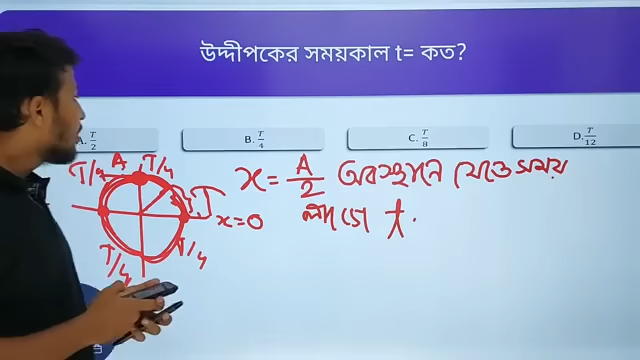 উদ্দীপকের সময়কাল t= কত?
A. T/2
B. T/4
C. T/8
D. T/12
T/4 A T/4
T
x=0
T/4 T/4
x = A/2 অবস্থানে যেতে সময়
লাগে t.